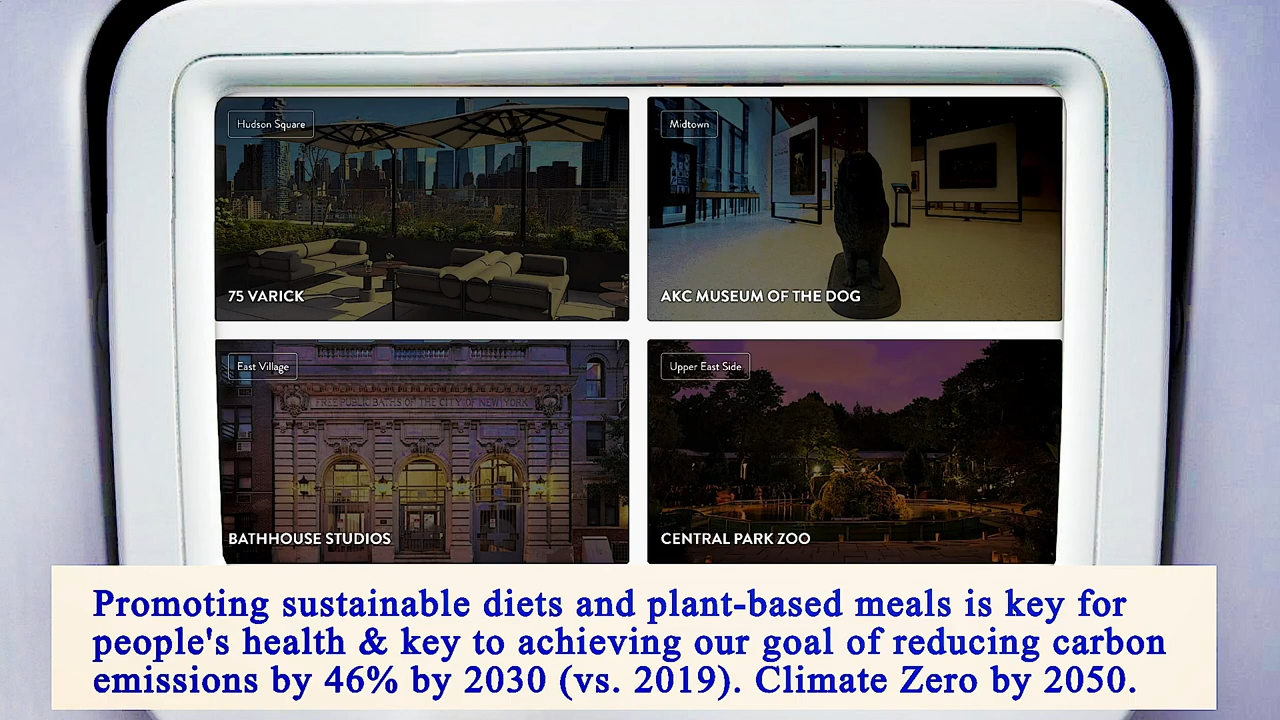 Hudson Square
75 VARICK
Midtown
AKC MUSEUM OF THE DOG
East Village
FREE PUBLIC BATHS OF THE CITY OF NEW YORK
BATHHOUSE STUDIOS
Upper East Side
CENTRAL PARK ZOO
Promoting sustainable diets and plant-based meals is key for
people's health & key to achieving our goal of reducing carbon
emissions by 46% by 2030 (vs. 2019). Climate Zero by 2050.